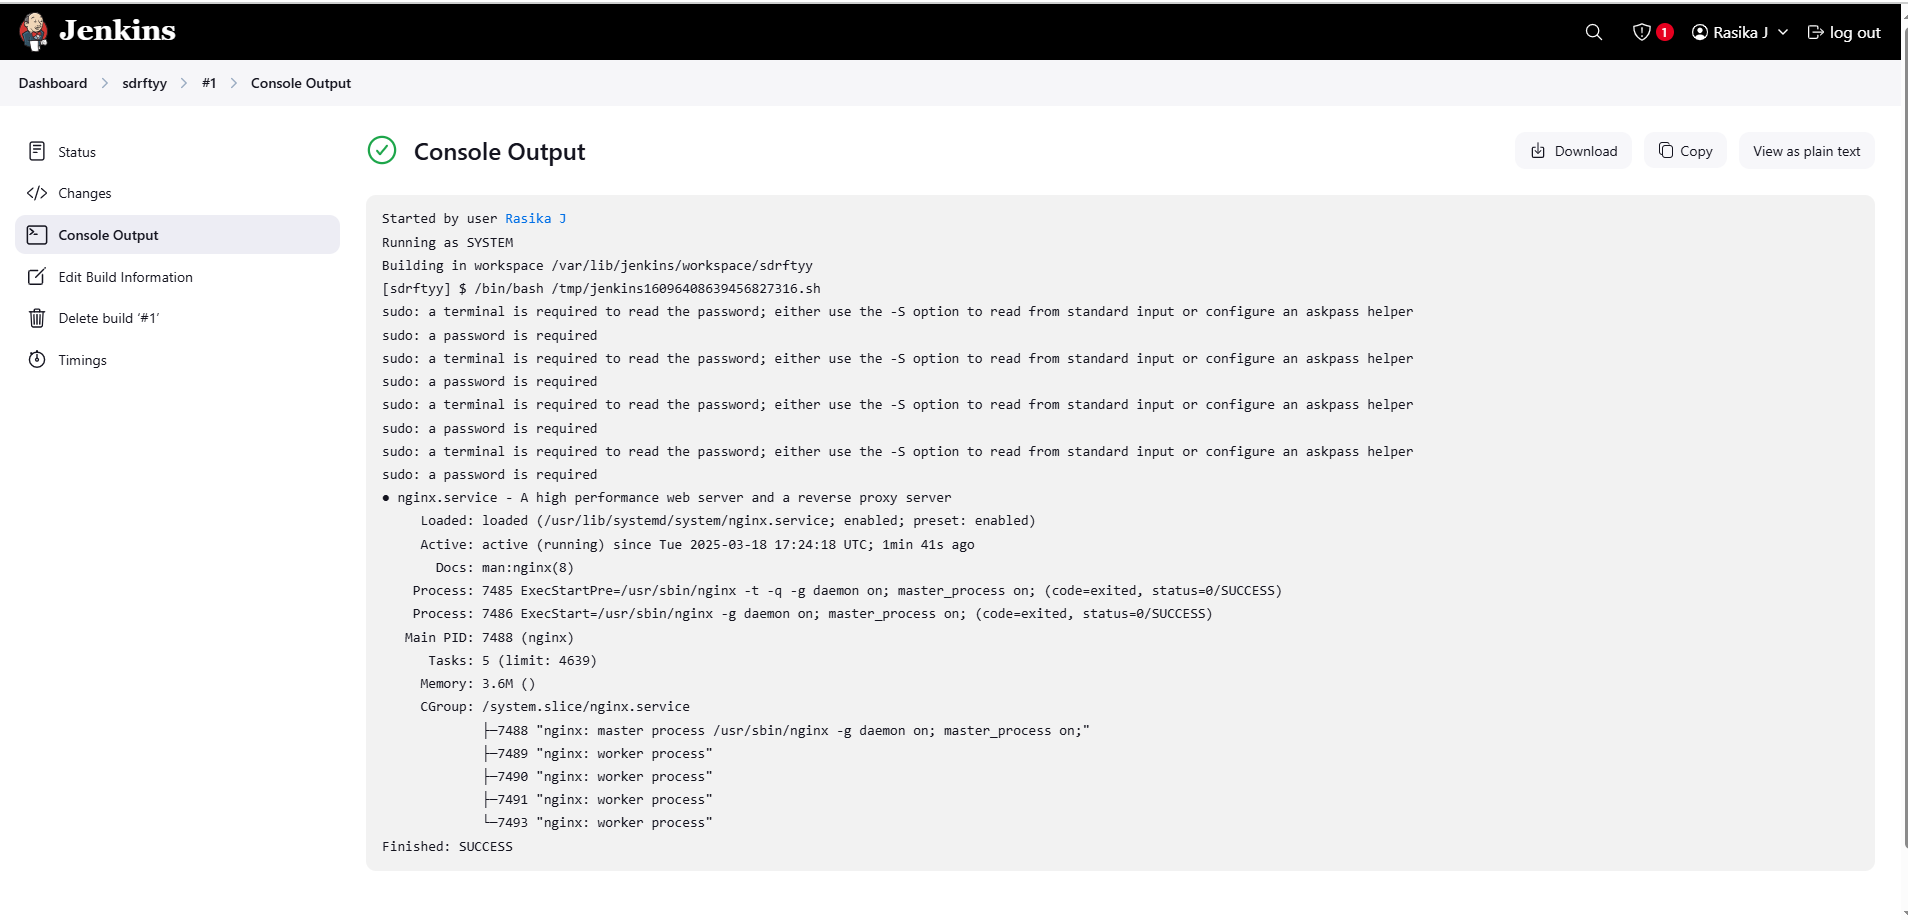 Jenkins
1
Rasika J
log out
Dashboard > sdrftyy > #1 > Console Output
Status
Changes
Console Output
Edit Build Information
Delete build ‘#1’
Timings
Console Output
Download
Copy
View as plain text
Started by user Rasika J
Running as SYSTEM
Building in workspace /var/lib/jenkins/workspace/sdrftyy
[sdrftyy] $ /bin/bash /tmp/jenkins16096408639456827316.sh
sudo: a terminal is required to read the password; either use the -S option to read from standard input or configure an askpass helper
sudo: a password is required
sudo: a terminal is required to read the password; either use the -S option to read from standard input or configure an askpass helper
sudo: a password is required
sudo: a terminal is required to read the password; either use the -S option to read from standard input or configure an askpass helper
sudo: a password is required
sudo: a terminal is required to read the password; either use the -S option to read from standard input or configure an askpass helper
sudo: a password is required
● nginx.service - A high performance web server and a reverse proxy server
     Loaded: loaded (/usr/lib/systemd/system/nginx.service; enabled; preset: enabled)
     Active: active (running) since Tue 2025-03-18 17:24:18 UTC; 1min 41s ago
       Docs: man:nginx(8)
    Process: 7485 ExecStartPre=/usr/sbin/nginx -t -q -g daemon on; master_process on; (code=exited, status=0/SUCCESS)
    Process: 7486 ExecStart=/usr/sbin/nginx -g daemon on; master_process on; (code=exited, status=0/SUCCESS)
   Main PID: 7488 (nginx)
      Tasks: 5 (limit: 4639)
     Memory: 3.6M ()
     CGroup: /system.slice/nginx.service
             ├─7488 "nginx: master process /usr/sbin/nginx -g daemon on; master_process on;"
             ├─7489 "nginx: worker process"
             ├─7490 "nginx: worker process"
             ├─7491 "nginx: worker process"
             └─7493 "nginx: worker process"
Finished: SUCCESS